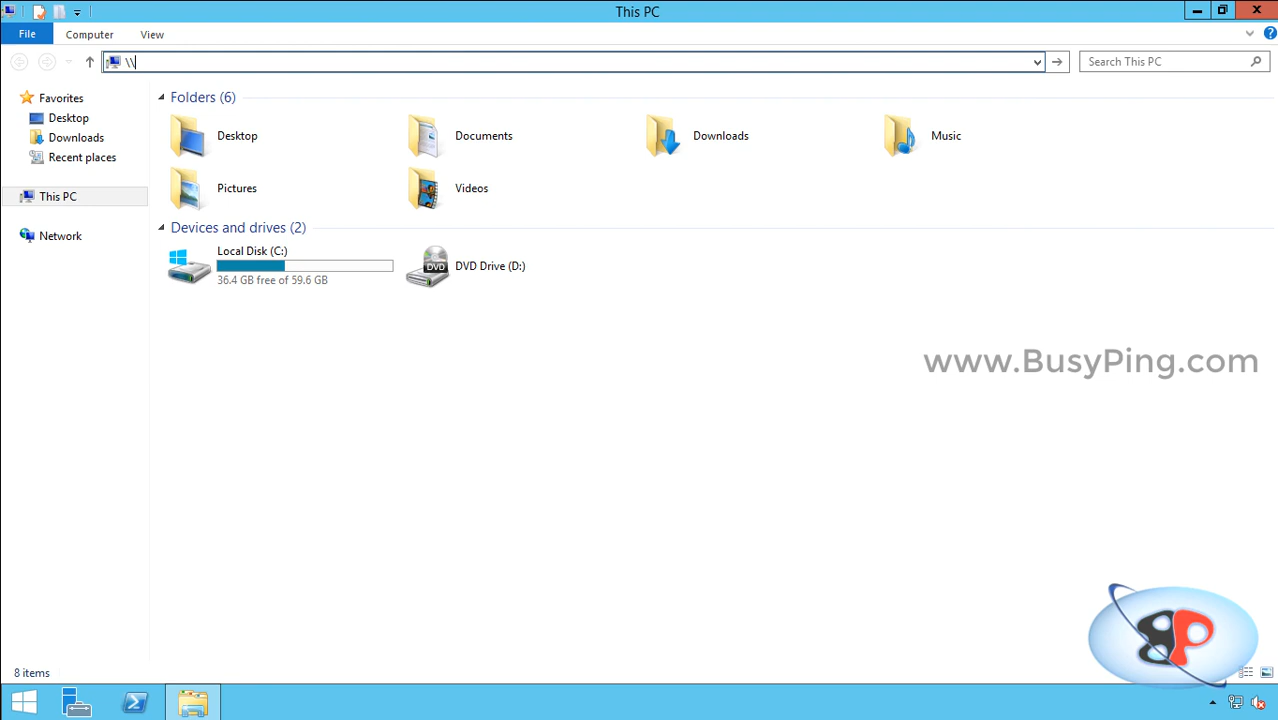 This PC
File
Computer
View
\\
Search This PC
Favorites
Desktop
Downloads
Recent places
This PC
Network
Folders (6)
Desktop
Documents
Downloads
Music
Pictures
Videos
Devices and drives (2)
Local Disk (C:)
36.4 GB free of 59.6 GB
DVD
DVD Drive (D:)
www.BusyPing.com
BP
8 items